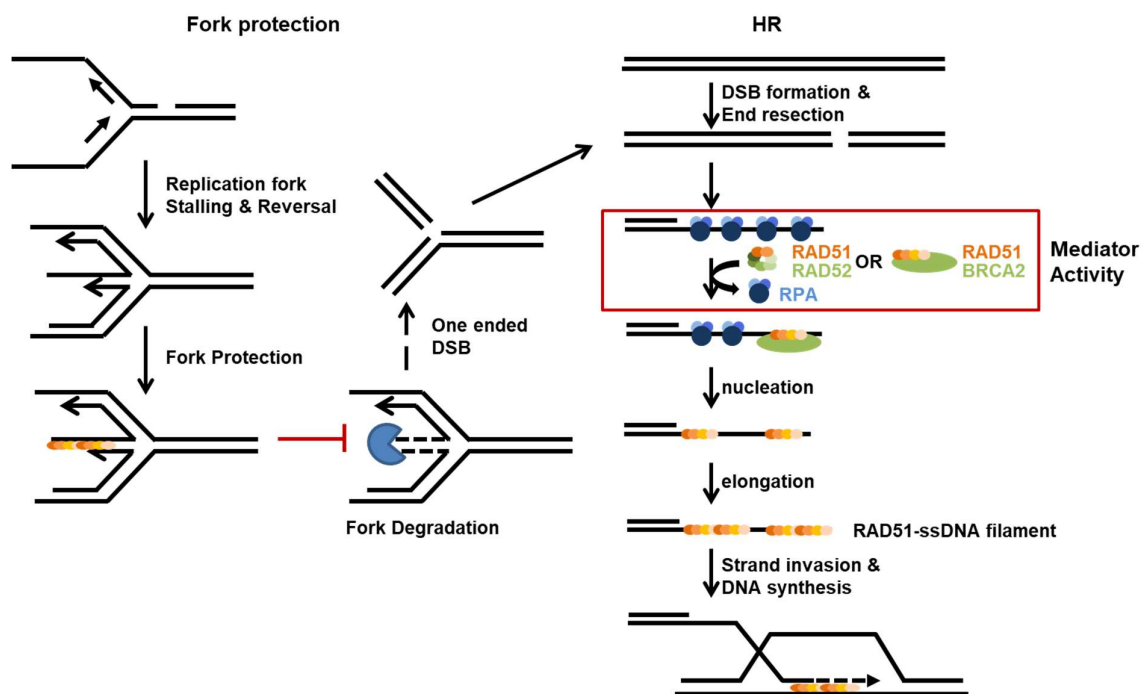 Fork protection
Replication fork
Stalling & Reversal
Fork Protection
One ended
DSB
Fork Degradation
HR
DSB formation &
End resection
RAD51 OR RAD51
RAD52 BRCA2
RPA
Mediator
Activity
nucleation
elongation
RAD51-ssDNA filament
Strand invasion &
DNA synthesis